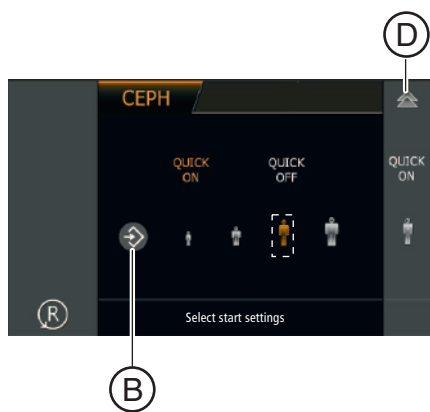 D
CEPH
QUICK
ON
QUICK
OFF
QUICK
ON
R
Select start settings
B